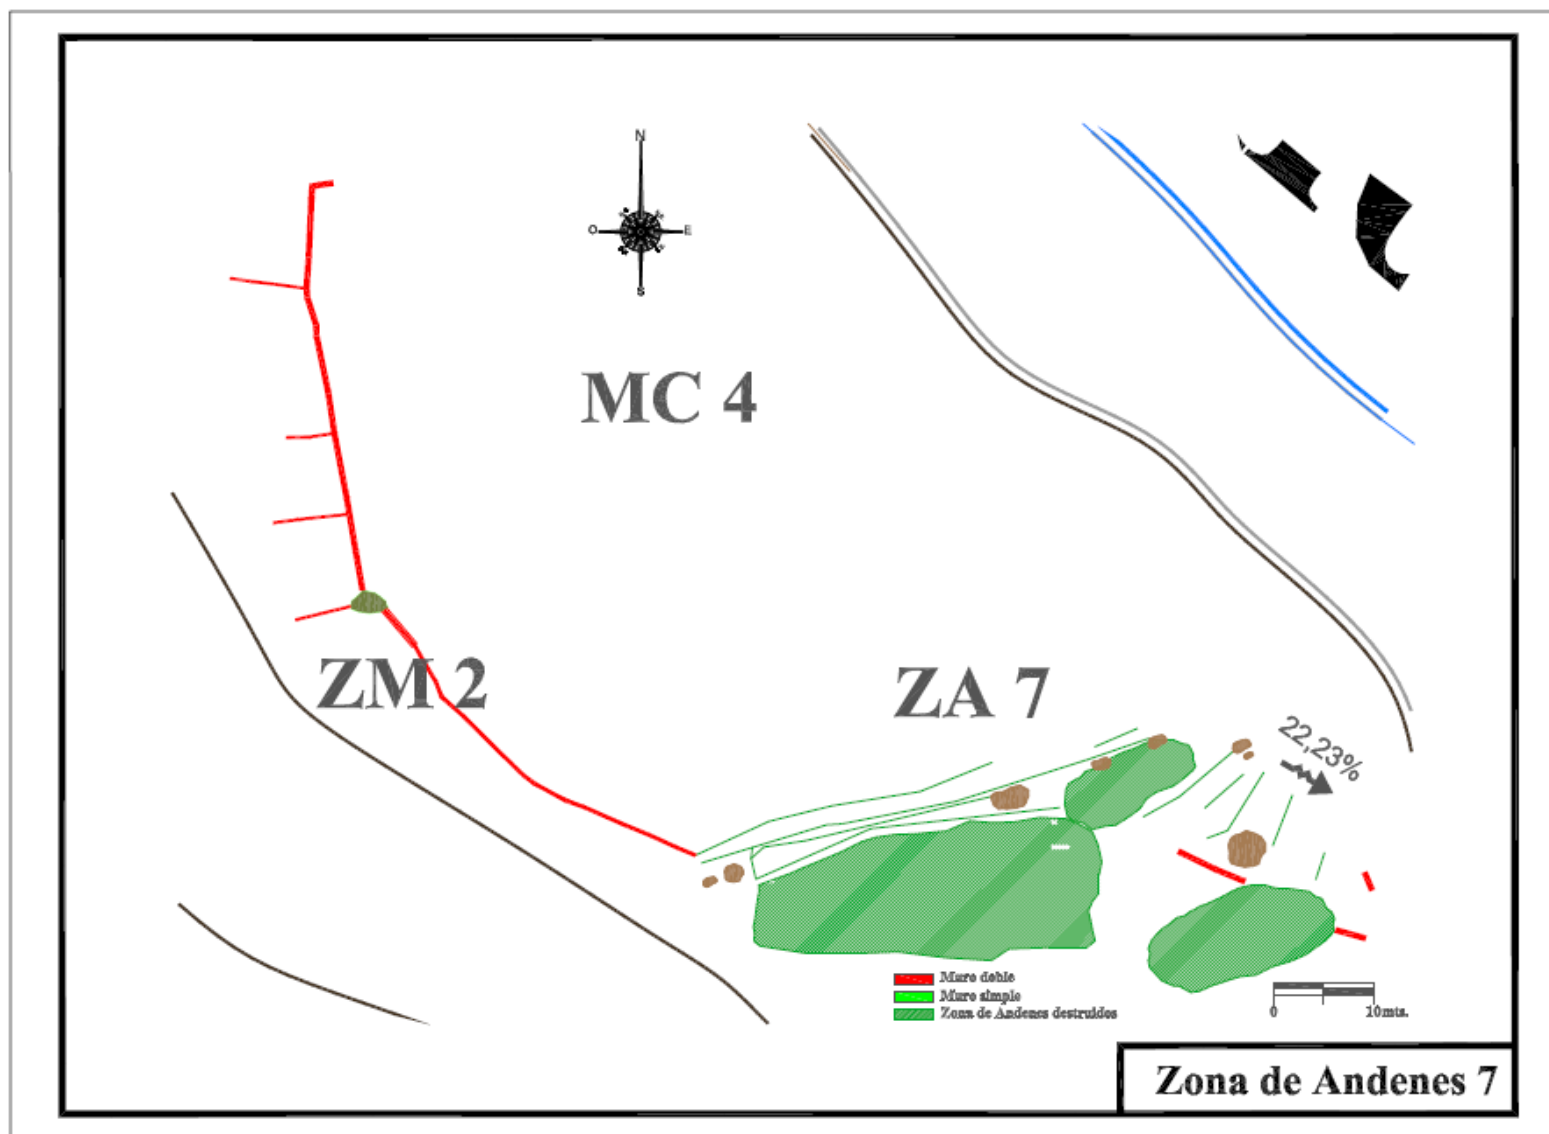 N
O
E
S
MC 4
ZM 2
ZA 7
22,23%
Muro doble
Muro simple
Zona de Andenes destruidos
0 10mts.
Zona de Andenes 7